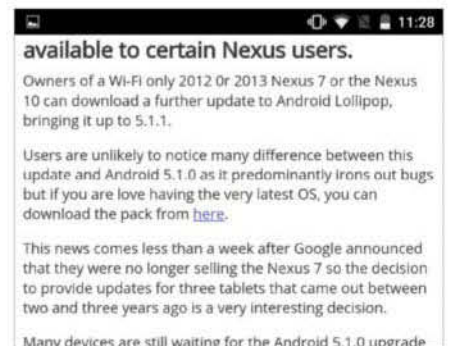 11:28
available to certain Nexus users.
Owners of a Wi-Fi only 2012 0r 2013 Nexus 7 or the Nexus
10 can download a further update to Android Lollipop,
bringing it up to 5.1.1.
Users are unlikely to notice many difference between this
update and Android 5.1.0 as it predominantly irons out bugs
but if you are love having the very latest OS, you can
download the pack from here.
This news comes less than a week after Google announced
that they were no longer selling the Nexus 7 so the decision
to provide updates for three tablets that came out between
two and three years ago is a very interesting decision.
Many devices are still waiting for the Android 5.1.0 upgrade